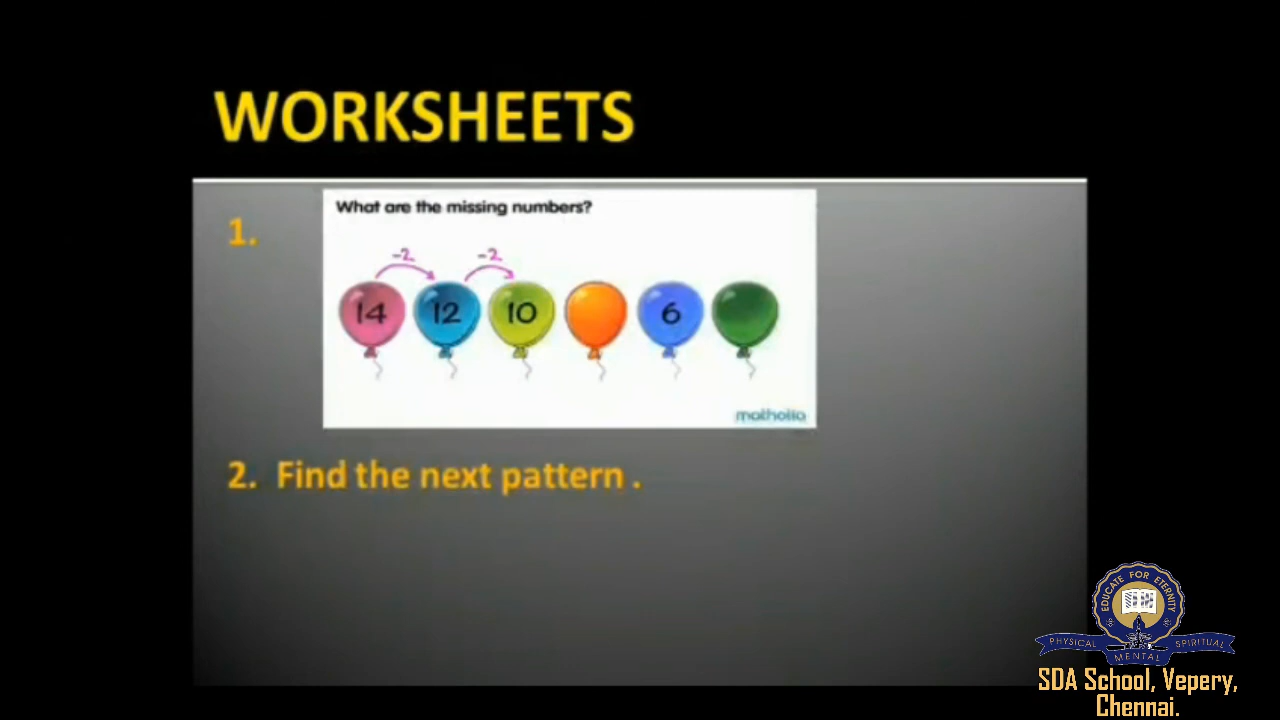 WORKSHEETS
1.
What are the missing numbers?
-2 -2
14 12 10 6
matholia
2. Find the next pattern .
EDUCATE FOR ETERNITY
PHYSICAL MENTAL SPIRITUAL
SDA School, Vepery,
Chennai.